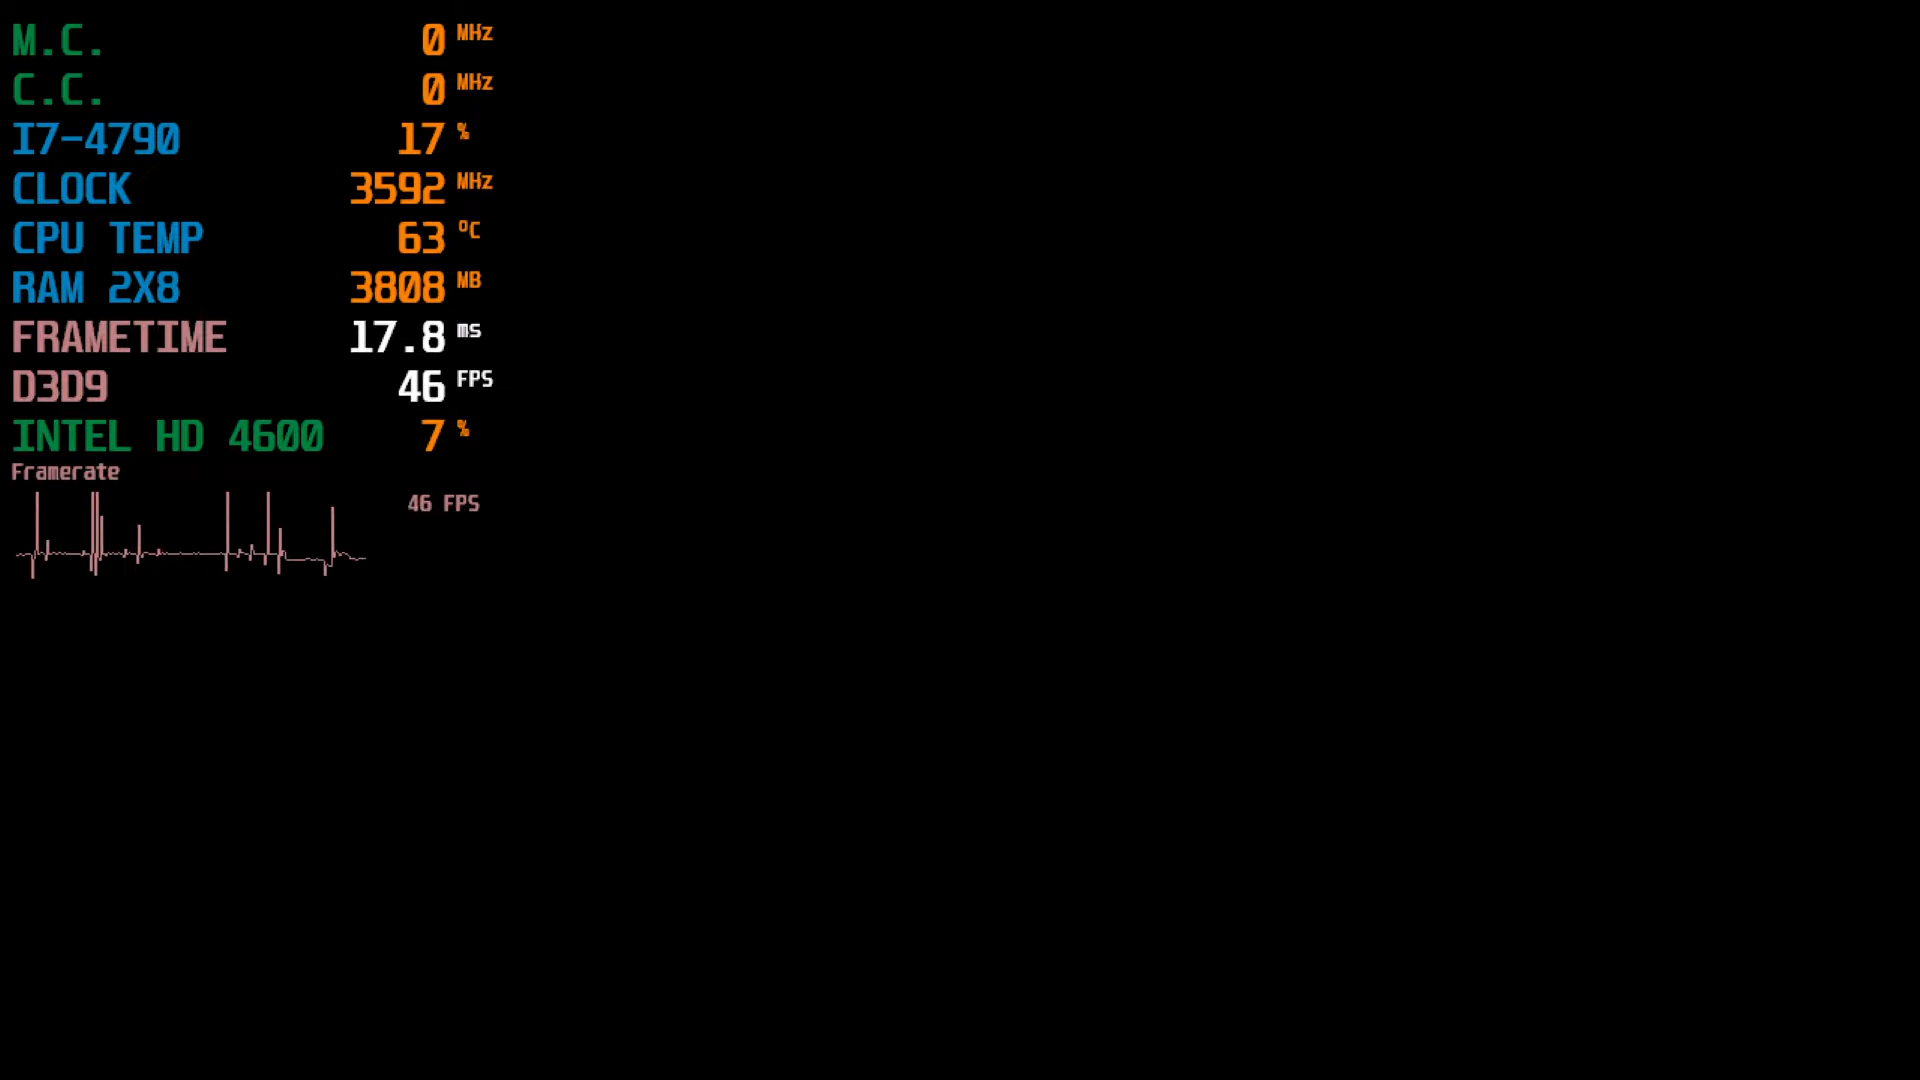 M.C. 0 MHz
C.C. 0 MHz
I7-4790 17 %
CLOCK 3592 MHz
CPU TEMP 63 °C
RAM 2X8 3808 MB
FRAMETIME 17.8 ms
D3D9 46 FPS
INTEL HD 4600 7 %
Framerate
46 FPS